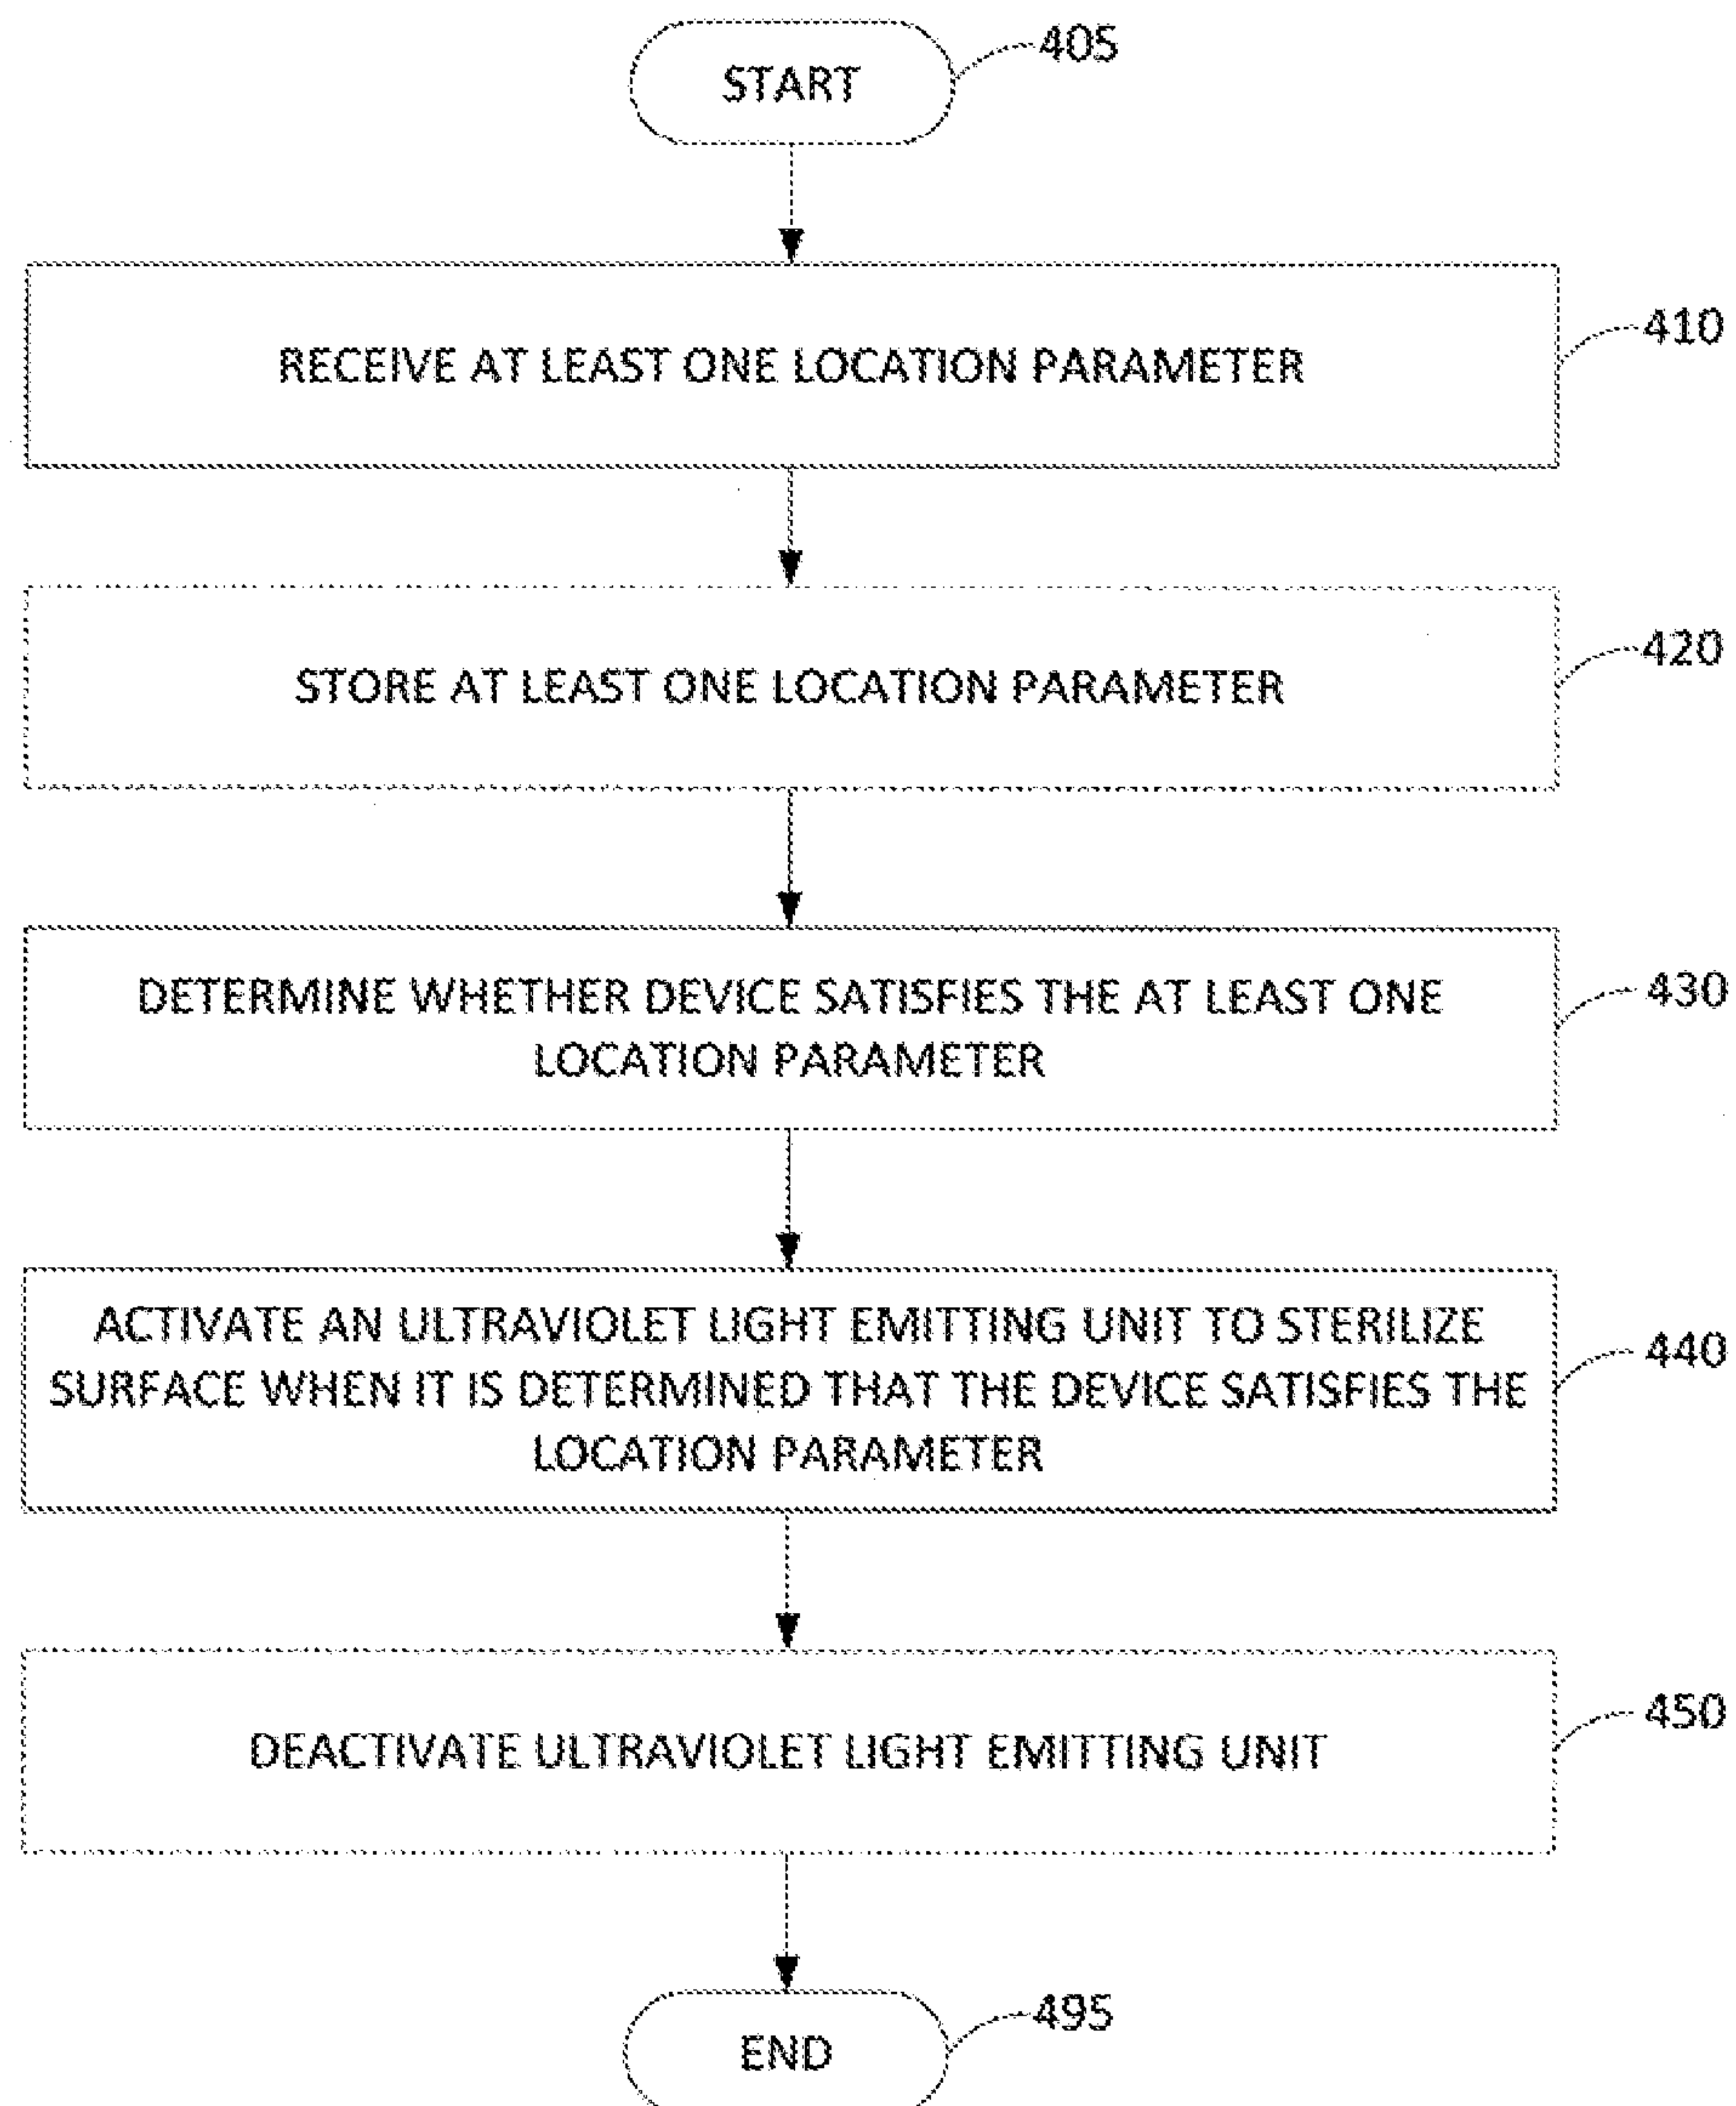 START
405
RECEIVE AT LEAST ONE LOCATION PARAMETER
410
STORE AT LEAST ONE LOCATION PARAMETER
420
DETERMINE WHETHER DEVICE SATISFIES THE AT LEAST ONE
LOCATION PARAMETER
430
ACTIVATE AN ULTRAVIOLET LIGHT EMITTING UNIT TO STERILIZE
SURFACE WHEN IT IS DETERMINED THAT THE DEVICE SATISFIES THE
LOCATION PARAMETER
440
DEACTIVATE ULTRAVIOLET LIGHT EMITTING UNIT
450
END
495